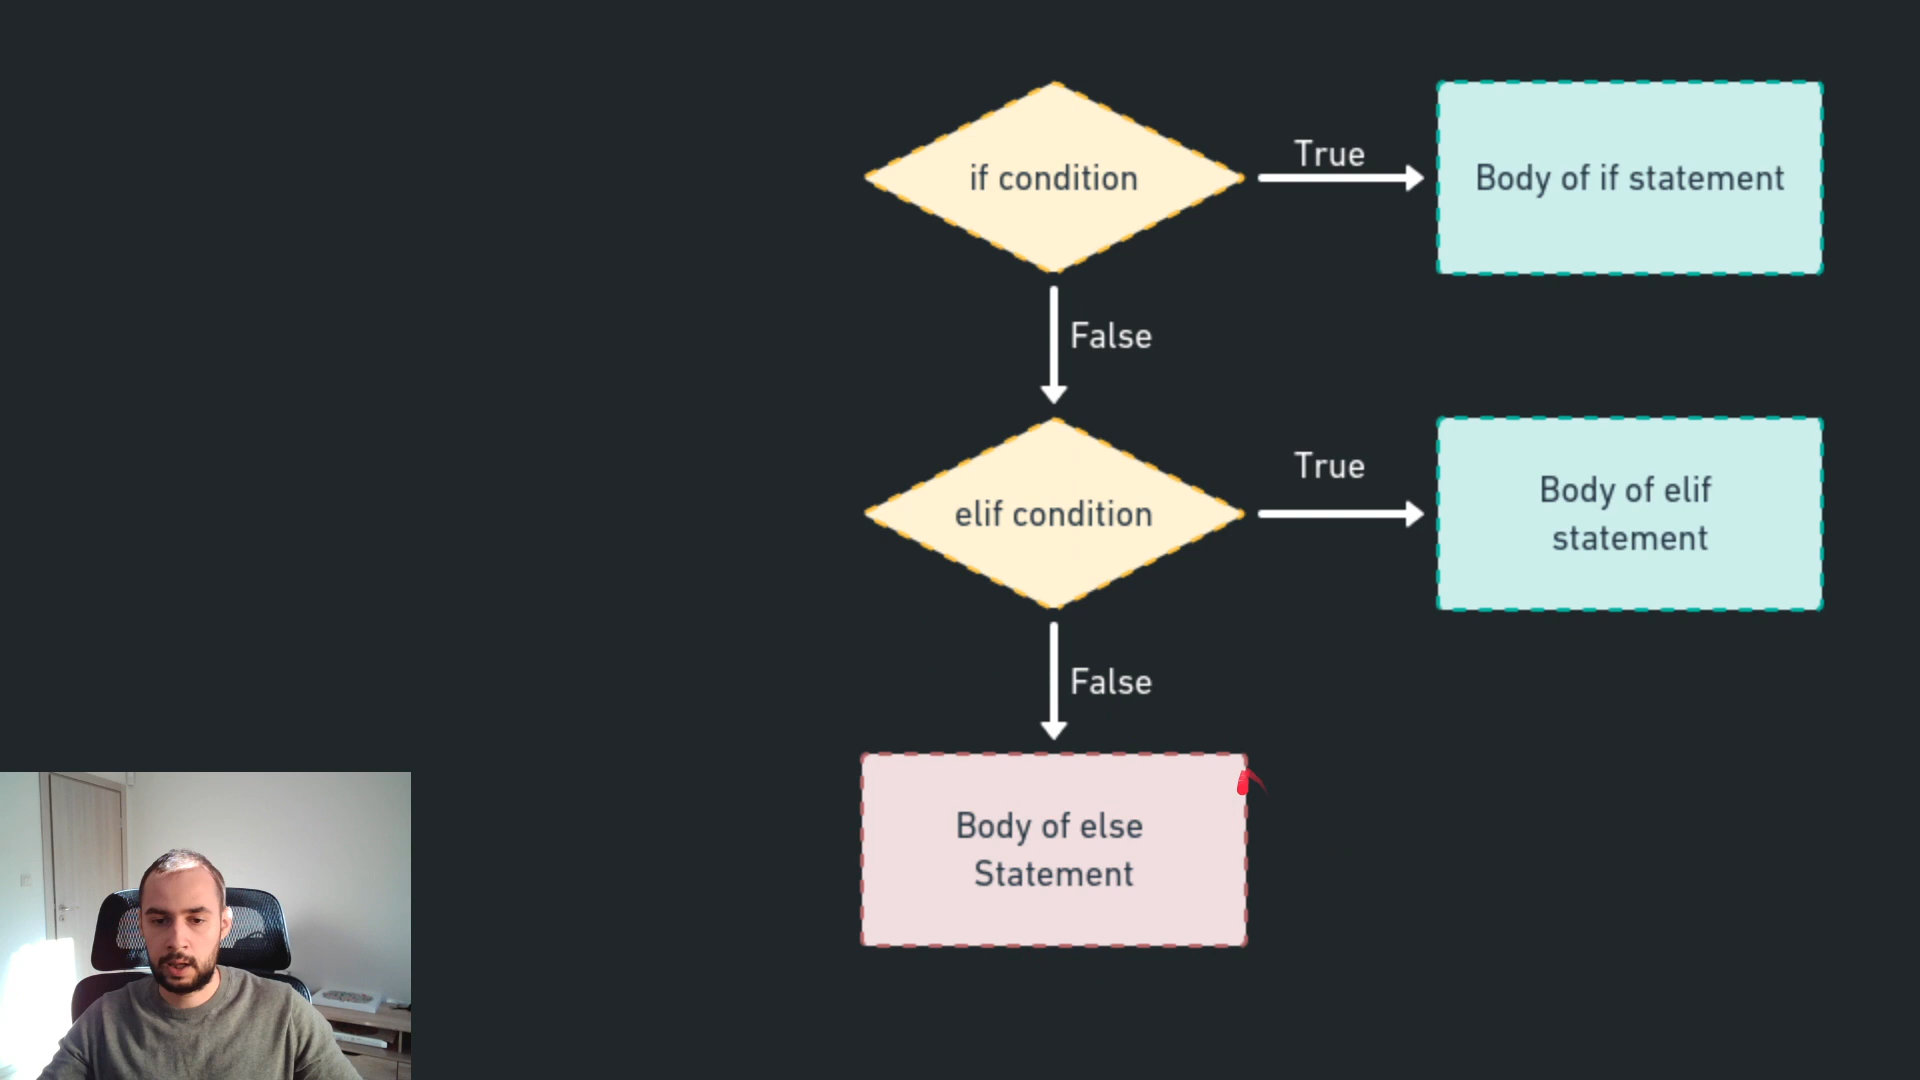 if condition
True
Body of if statement
False
elif condition
True
Body of elif
statement
False
Body of else
Statement